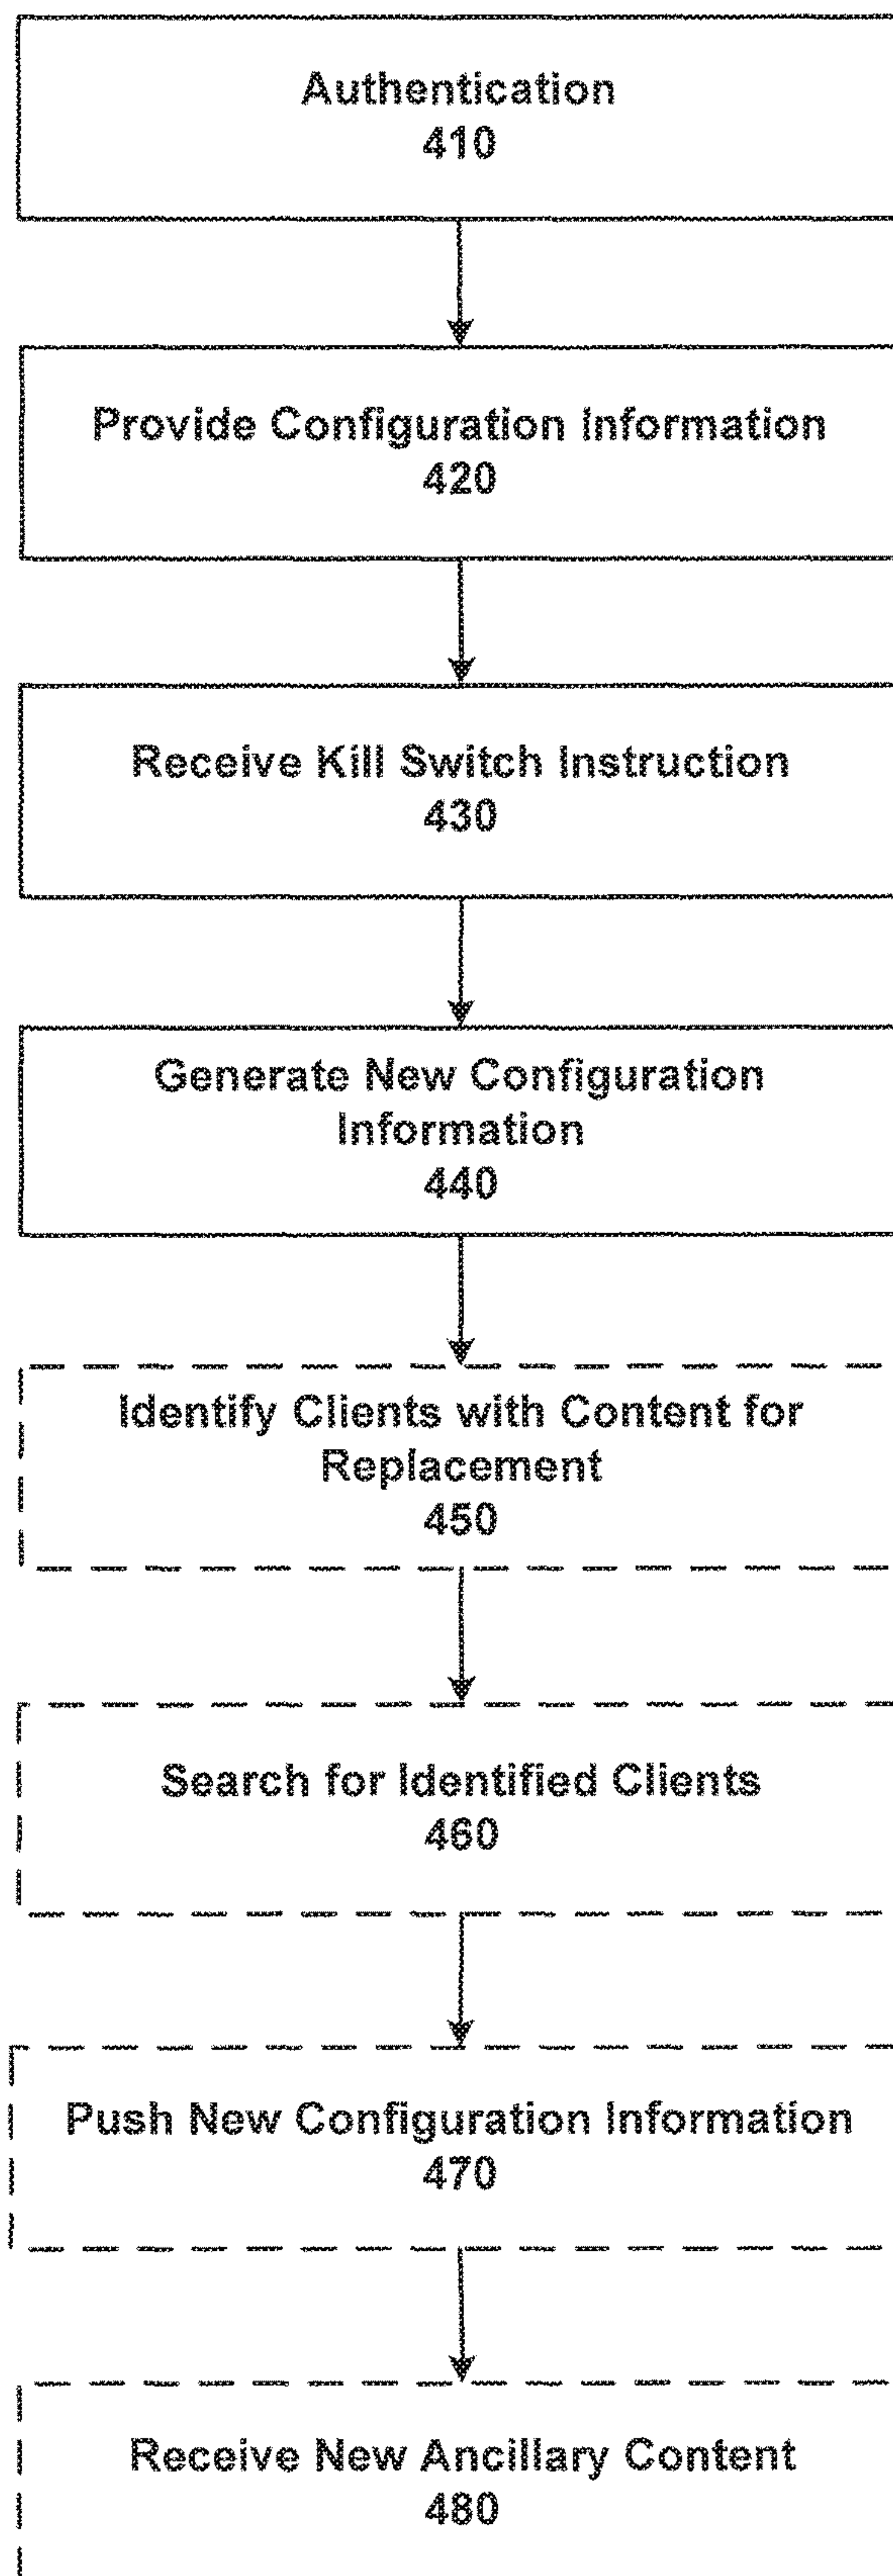 Authentication
410
Provide Configuration Information
420
Receive Kill Switch Instruction
430
Generate New Configuration
Information
440
Identify Clients with Content for
Replacement
450
Search for Identified Clients
460
Push New Configuration Information
470
Receive New Ancillary Content
480